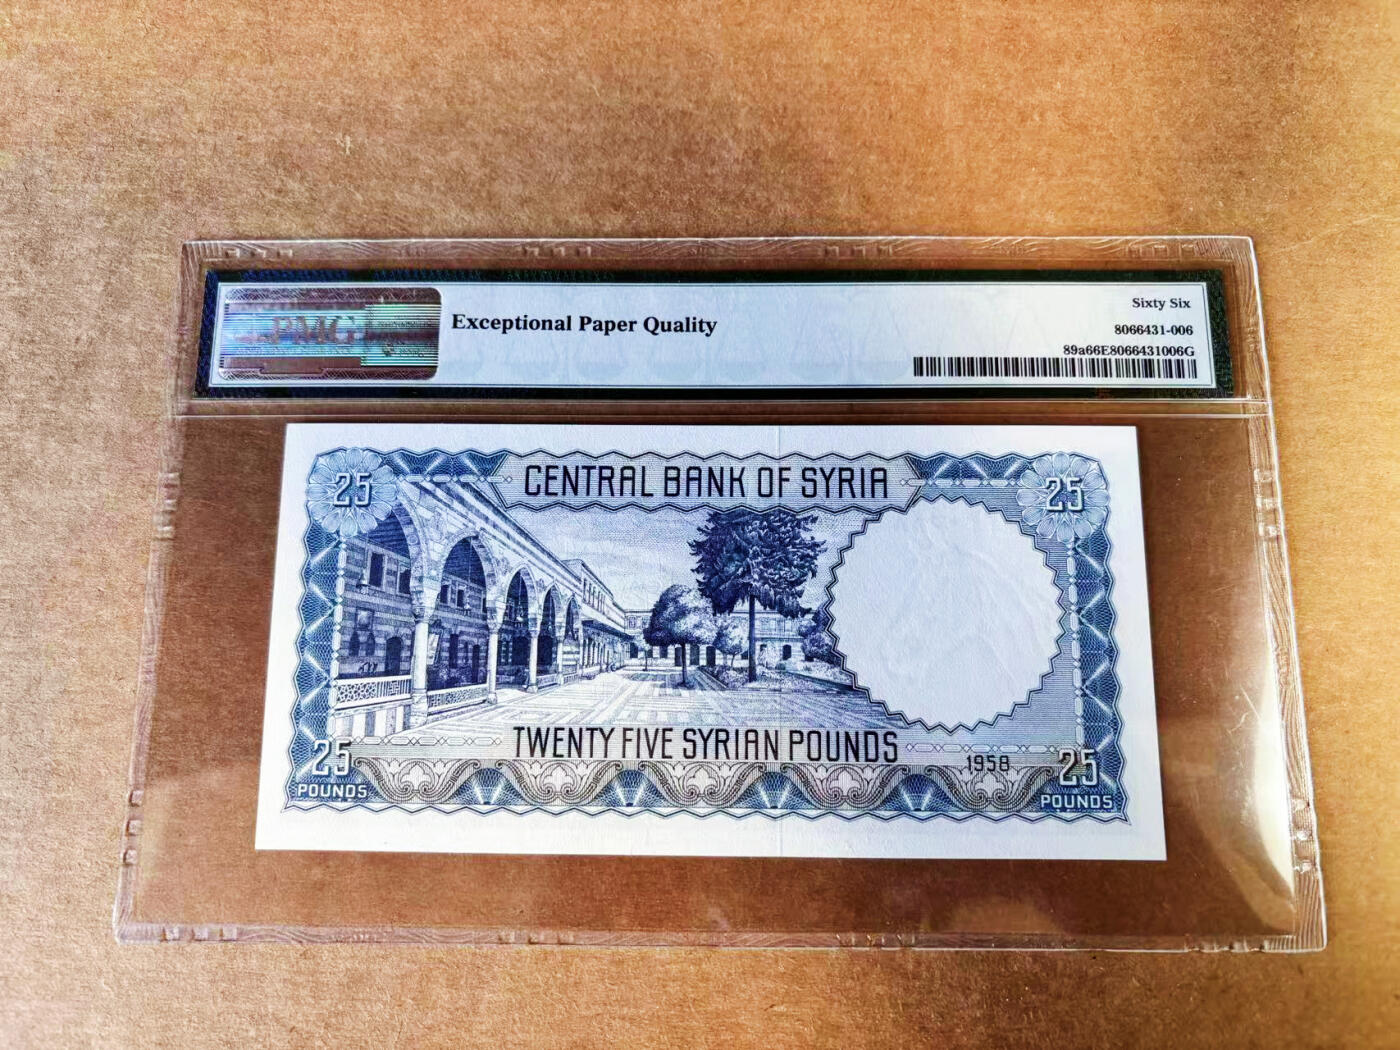 PMG
Exceptional Paper Quality
Sixty Six
8066431-006
89a66E8066431006G
25
CENTRAL BANK OF SYRIA
25
TWENTY FIVE SYRIAN POUNDS
1958
25
POUNDS
25
POUNDS